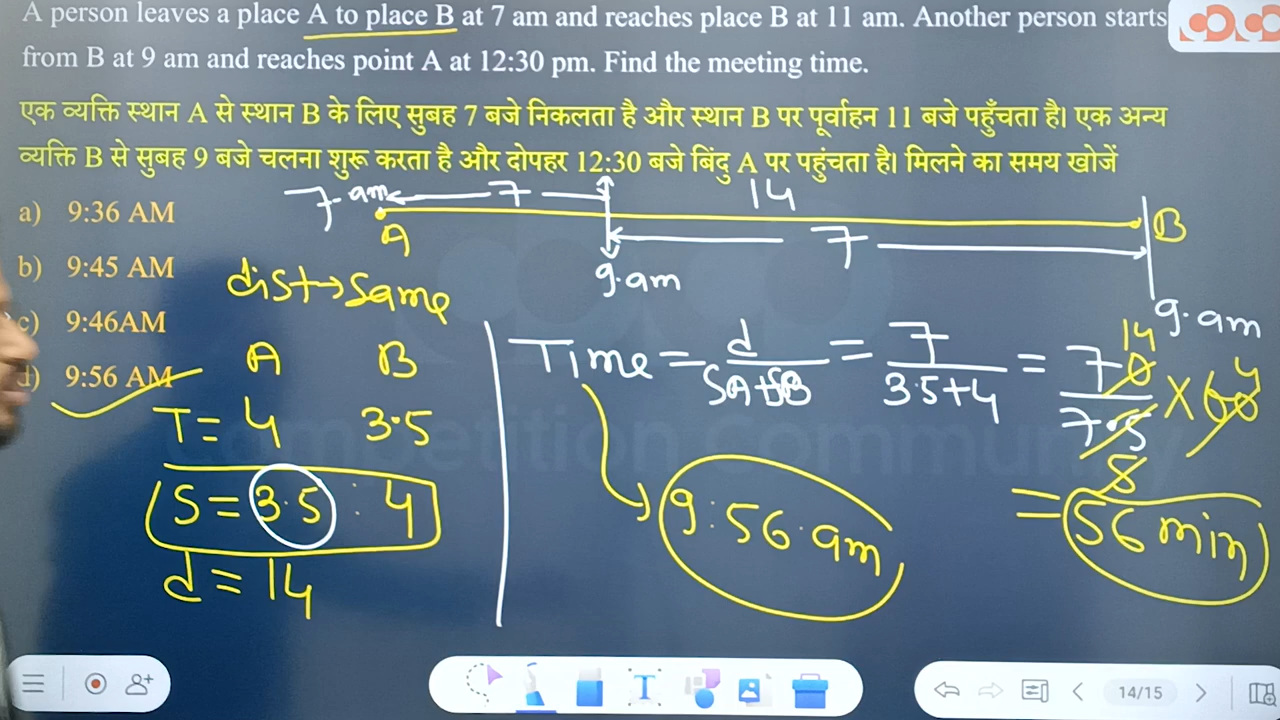 A person leaves a place A to place B at 7 am and reaches place B at 11 am. Another person starts
from B at 9 am and reaches point A at 12:30 pm. Find the meeting time.
एक व्यक्ति स्थान A से स्थान B के लिए सुबह 7 बजे निकलता है और स्थान B पर पूर्वाहन 11 बजे पहुँचता है। एक अन्य
व्यक्ति B से सुबह 9 बजे चलना शुरू करता है और दोपहर 12:30 बजे बिंदु A पर पहुंचता है। मिलने का समय खोजें
a) 9:36 AM
b) 9:45 AM
c) 9:46AM
d) 9:56 AM
7 am 7 14
A B
7
9.am 9.am
dist→same
A B
T= 4 3.5
S= 3.5 : 4
d = 14
Time = d/SA+SB = 7/3.5+4 = 70/7.5 × 60
14 4
= 56 min
9:56 am
Competition Community
T
14/15